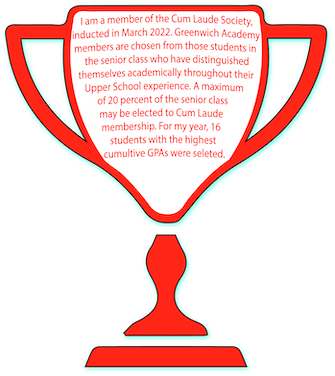 I am a member of the Cum Laude Society,
inducted in March 2022. Greenwich Academy
members are chosen from those students in
the senior class who have distinguished
themselves academically throughout their
Upper School experience. A maximum
of 20 percent of the senior class
may be elected to Cum Laude
membership. For my year, 16
students with the highest
cumultive GPAs were seleted.